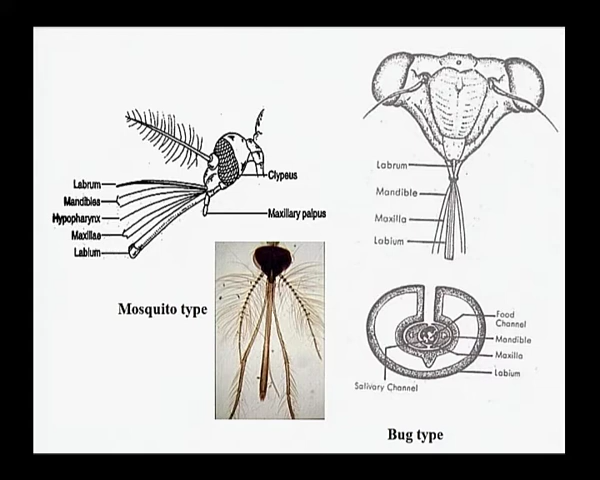 Labrum
Mandibles
Hypopharynx
Maxillae
Labium
Clypeus
Maxillary palpus
Mosquito type
Labrum
Mandible
Maxilla
Labium
Food
Channel
Mandible
Maxilla
Labium
Salivary Channel
Bug type